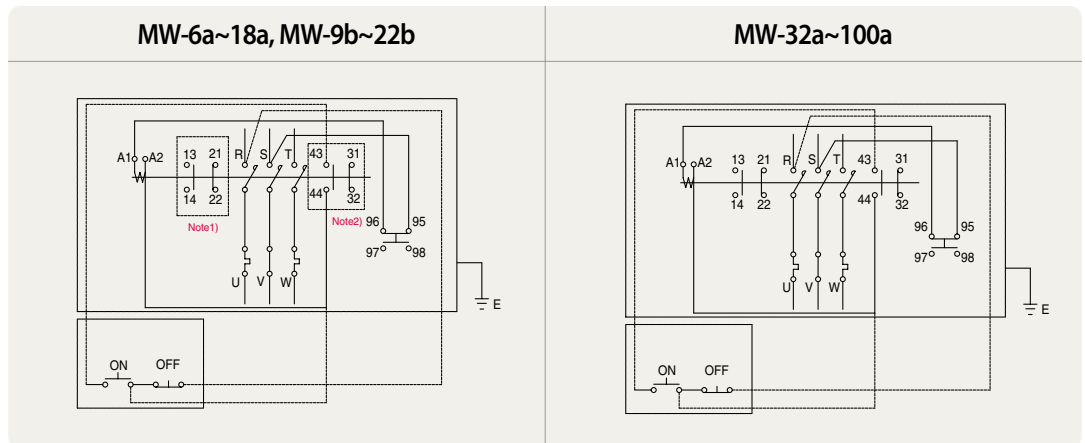 MW-6a~18a, MW-9b~22b
MW-32a~100a
A1 A2 13 21 R S T 43 31
14 22 44 32
Note1) Note2)
96 95
97 98
U V W
E
ON OFF
A1 A2 13 21 R S T 43 31
14 22 44 32
96 95
97 98
U V W
E
ON OFF